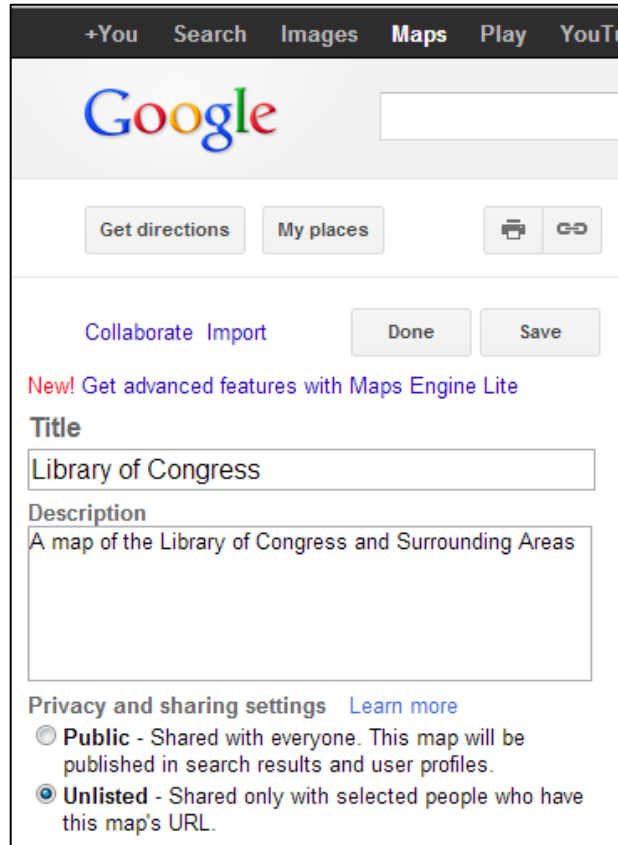 +You Search Images Maps Play YouTu
Google
Get directions My places
Collaborate Import Done Save
New! Get advanced features with Maps Engine Lite
Title
Library of Congress
Description
A map of the Library of Congress and Surrounding Areas
Privacy and sharing settings Learn more
Public - Shared with everyone. This map will be
published in search results and user profiles.
Unlisted - Shared only with selected people who have
this map's URL.